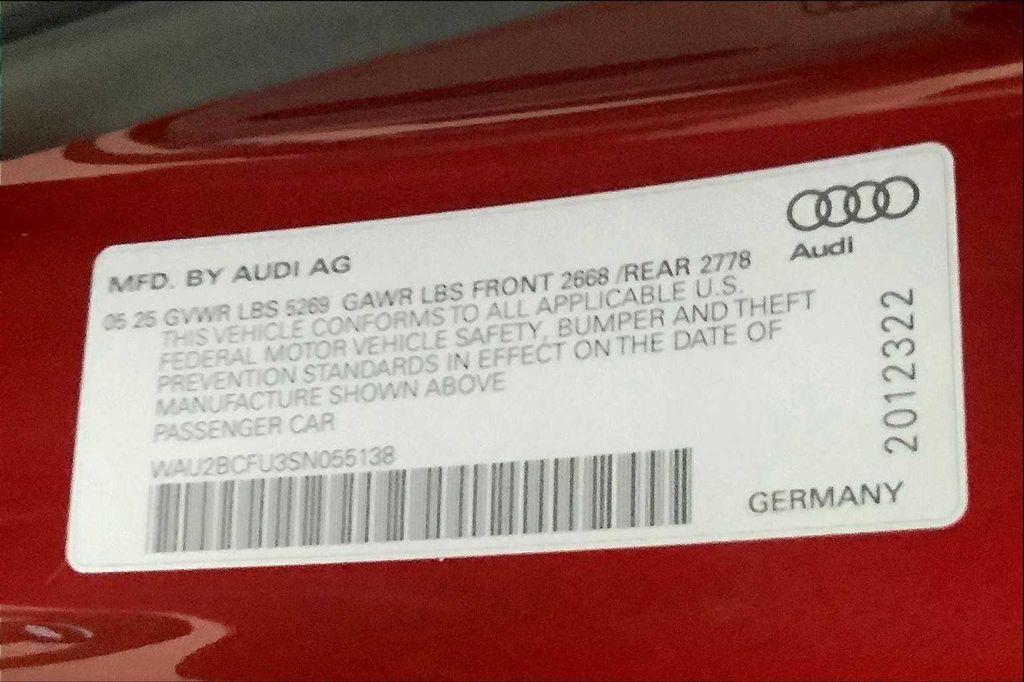 MFD. BY AUDI AG
Audi
05 25 GVWR LBS 5269 GAWR LBS FRONT 2668 /REAR 2778
THIS VEHICLE CONFORMS TO ALL APPLICABLE U.S.
FEDERAL MOTOR VEHICLE SAFETY, BUMPER AND THEFT
PREVENTION STANDARDS IN EFFECT ON THE DATE OF
MANUFACTURE SHOWN ABOVE
PASSENGER CAR
WAU2BCFU3SN055138
GERMANY
2012322